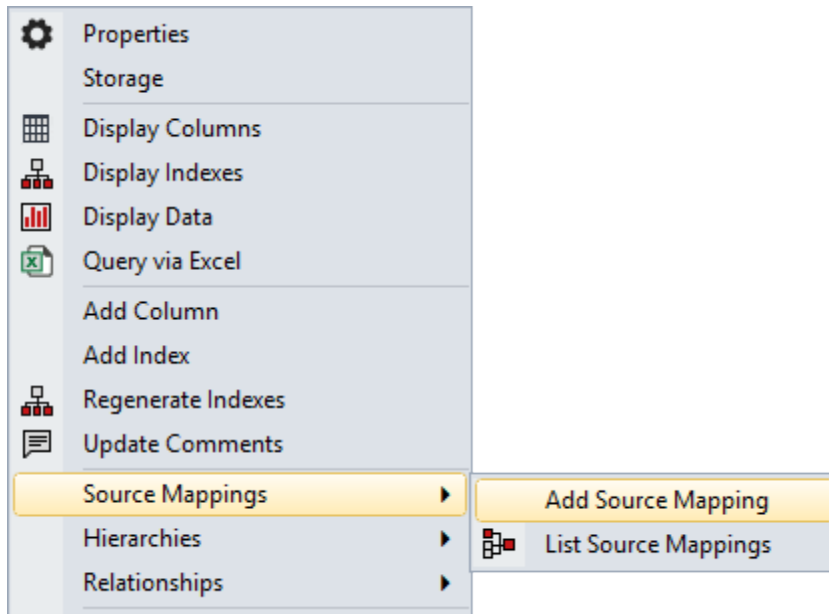 Properties
Storage
Display Columns
Display Indexes
Display Data
Query via Excel
Add Column
Add Index
Regenerate Indexes
Update Comments
Source Mappings
Add Source Mapping
Hierarchies
List Source Mappings
Relationships